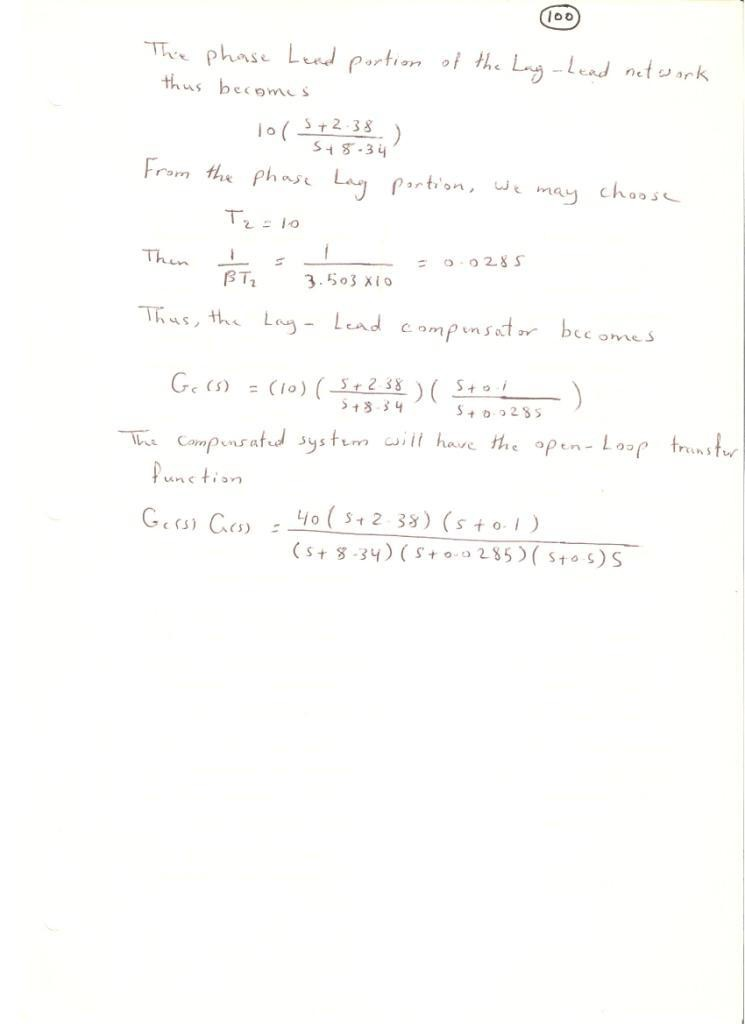 100
The phase Lead portion of the Lag-Lead network
thus becomes
10( (s+2.38)/(s+8.34) )
From the phase Lag portion, we may choose
T2 = 10
Then 1/(βT2) = 1/(3.503 x10) = 0.0285
Thus, the Lag-Lead compensator becomes
Gc(s) = (10) ( (s+2.38)/(s+8.34) ) ( (s+0.1)/(s+0.0285) )
The compensated system will have the open-Loop transfer
function
Gc(s) G(s) = 40(s+2.38)(s+0.1) / (s+8.34)(s+0.0285)(s+0.5)s